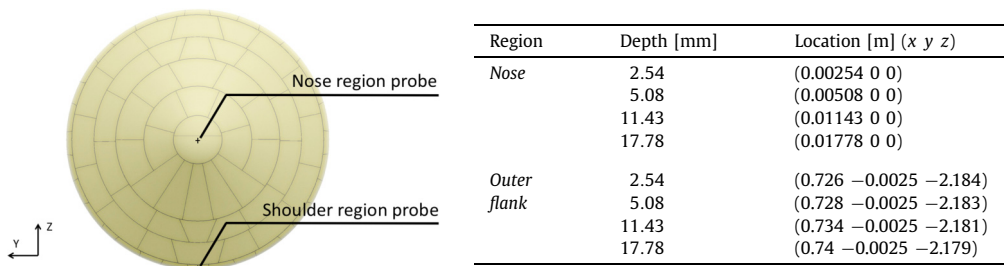 Nose region probe
Shoulder region probe
Z
Y
Region Depth [mm] Location [m] (x y z)
Nose 2.54 (0.00254 0 0)
5.08 (0.00508 0 0)
11.43 (0.01143 0 0)
17.78 (0.01778 0 0)
Outer 2.54 (0.726 −0.0025 −2.184)
flank 5.08 (0.728 −0.0025 −2.183)
11.43 (0.734 −0.0025 −2.181)
17.78 (0.74 −0.0025 −2.179)